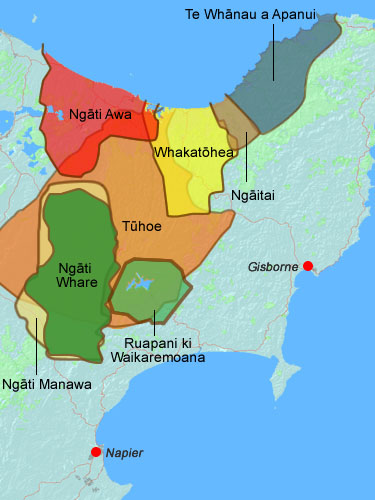 Te Whānau a Apanui
Ngāti Awa
Whakatōhea
Ngāitai
Tūhoe
Ngāti
Whare
Gisborne
Ruapani ki
Waikaremoana
Ngāti Manawa
Napier